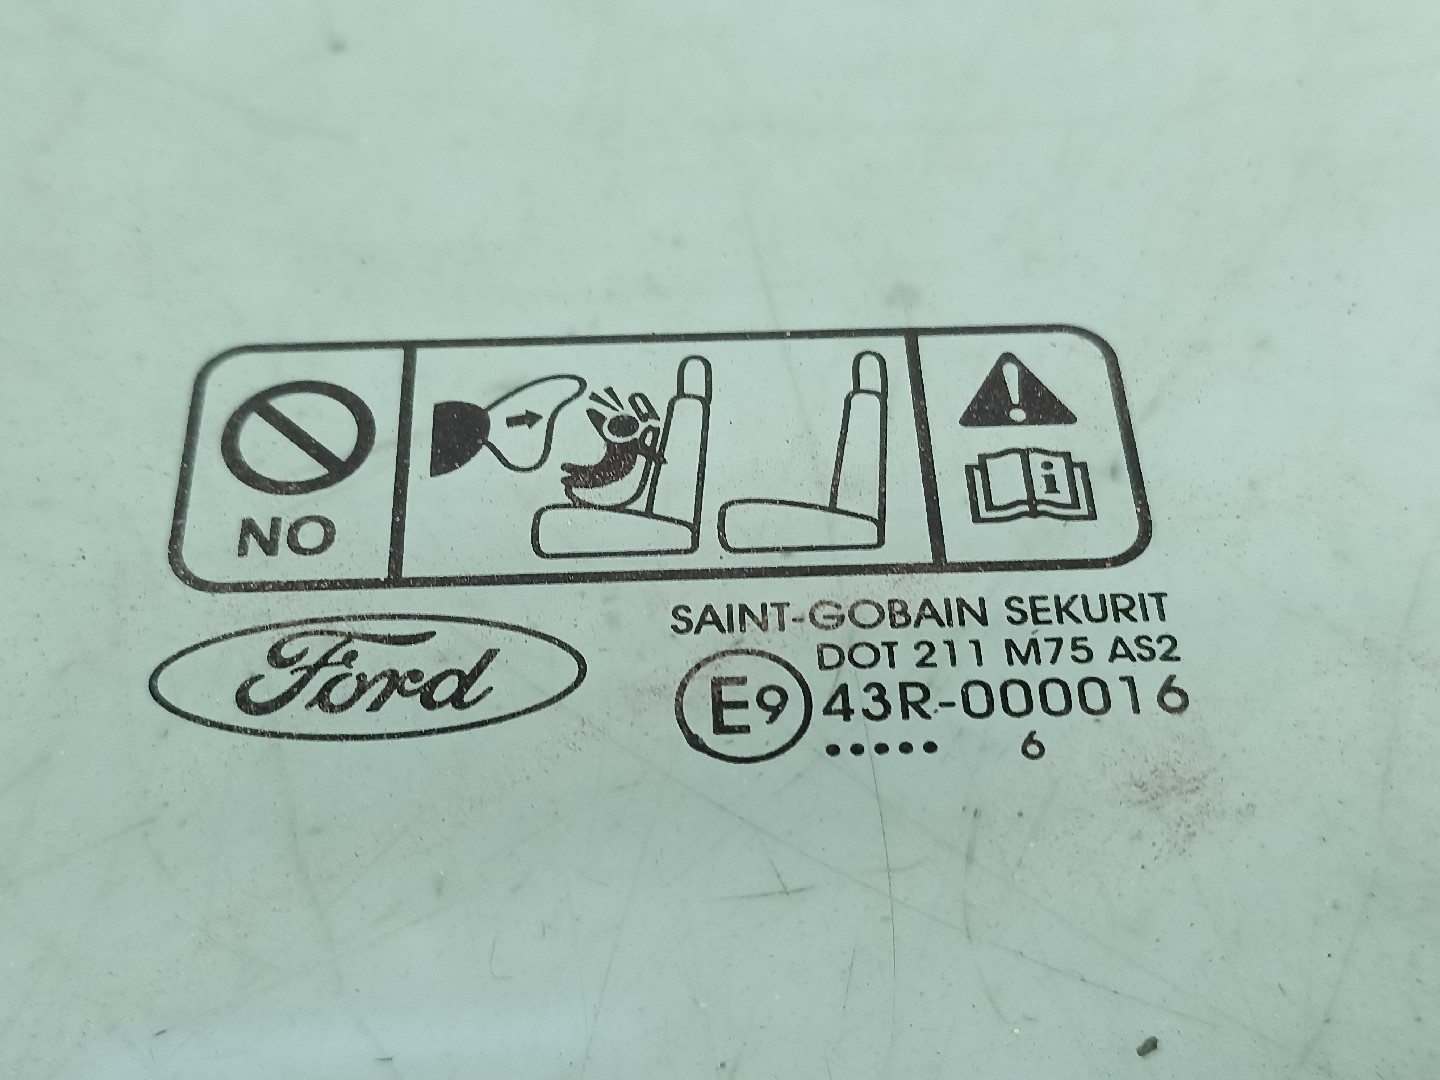 NO
Ford
SAINT-GOBAIN SEKURIT
DOT 211 M75 AS2
E9 43R-000016
..... 6